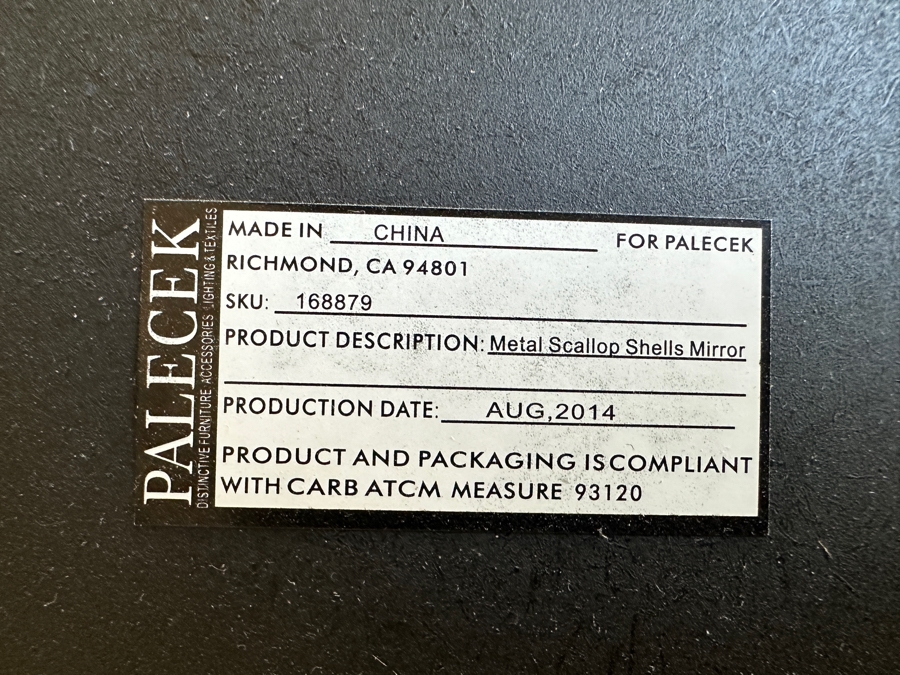 PALECEK
DISTINCTIVE FURNITURE ACCESSORIES LIGHTING & TEXTILES
MADE IN CHINA FOR PALECEK
RICHMOND, CA 94801
SKU: 168879
PRODUCT DESCRIPTION: Metal Scallop Shells Mirror
PRODUCTION DATE: AUG,2014
PRODUCT AND PACKAGING IS COMPLIANT
WITH CARB ATCM MEASURE 93120